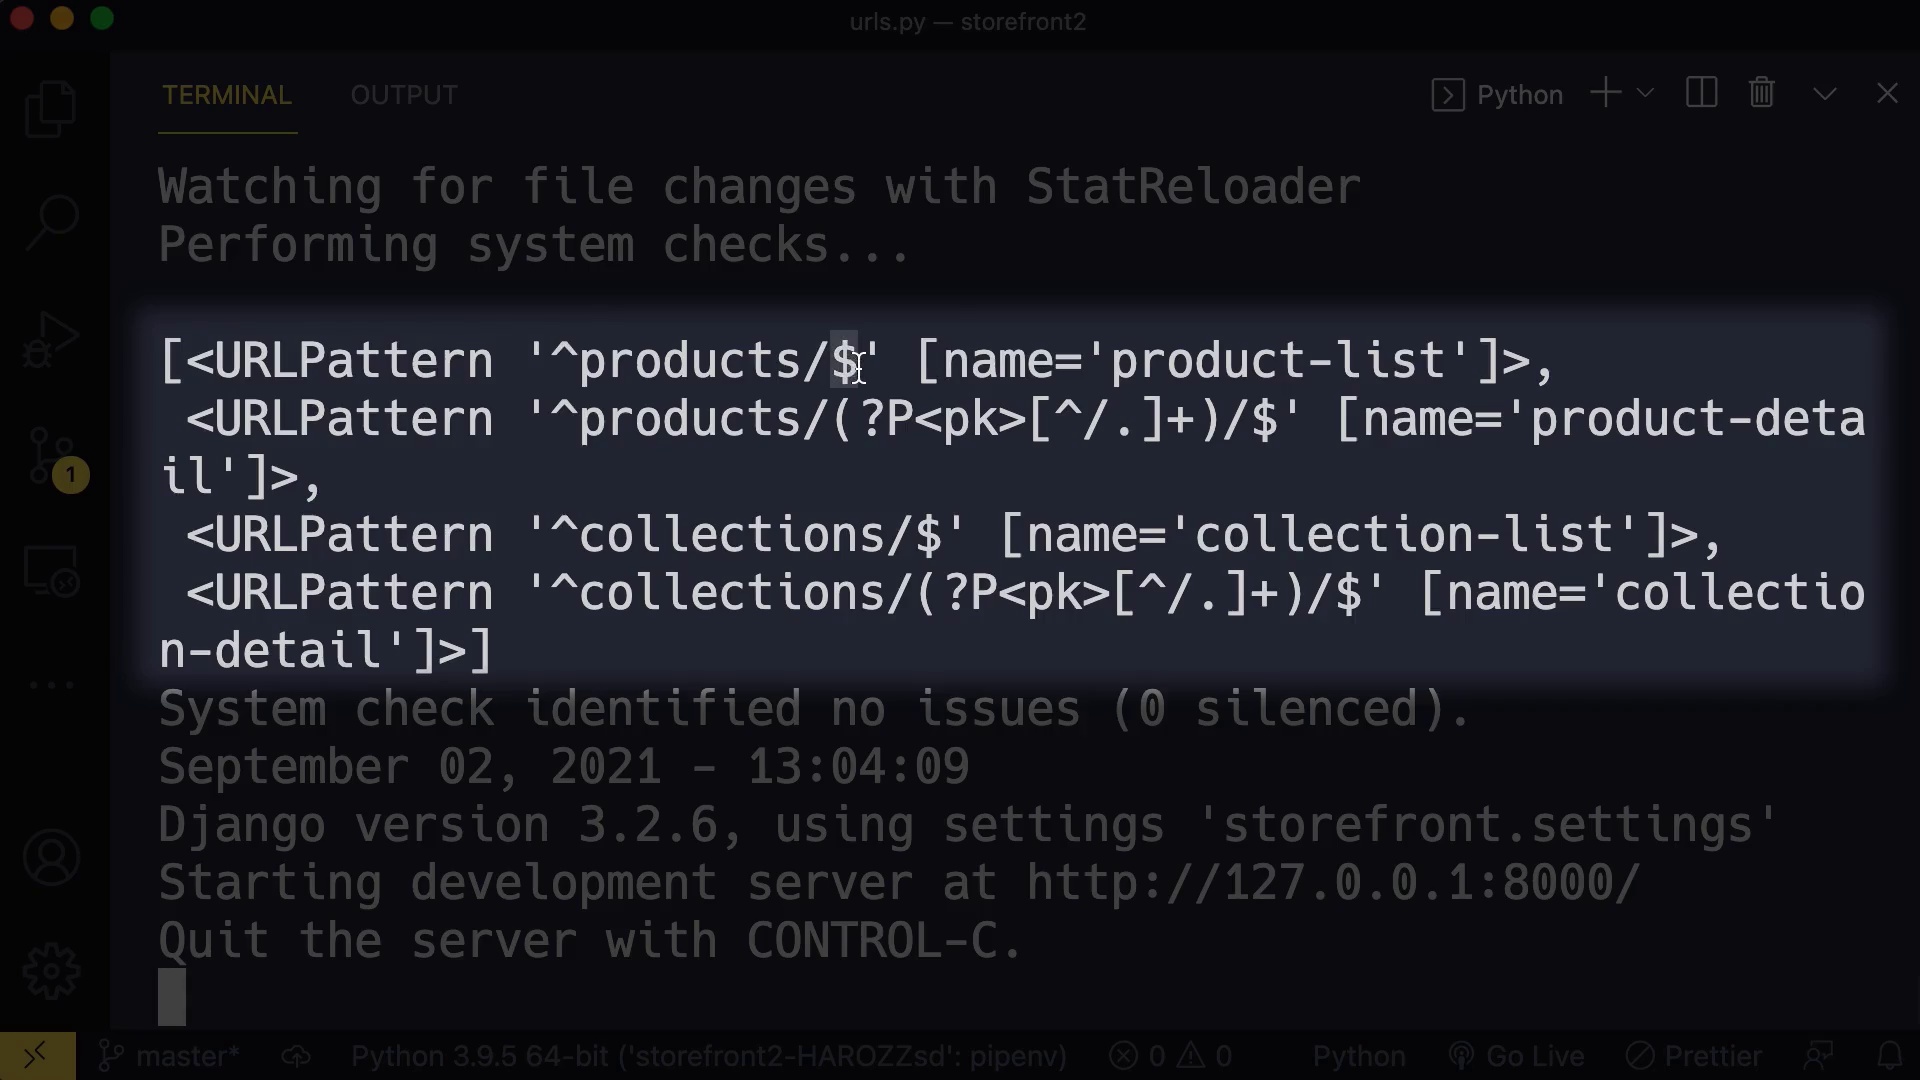 urls.py — storefront2
TERMINAL OUTPUT Python
Watching for file changes with StatReloader
Performing system checks...
[<URLPattern '^products/$' [name='product-list']>,
<URLPattern '^products/(?P<pk>[^/.]+)/$' [name='product-deta
il']>,
<URLPattern '^collections/$' [name='collection-list']>,
<URLPattern '^collections/(?P<pk>[^/.]+)/$' [name='collectio
n-detail']>]
System check identified no issues (0 silenced).
September 02, 2021 - 13:04:09
Django version 3.2.6, using settings 'storefront.settings'
Starting development server at http://127.0.0.1:8000/
Quit the server with CONTROL-C.
1
master* Python 3.9.5 64-bit ('storefront2-HAROZZsd': pipenv) 0 0 Python Go Live Prettier